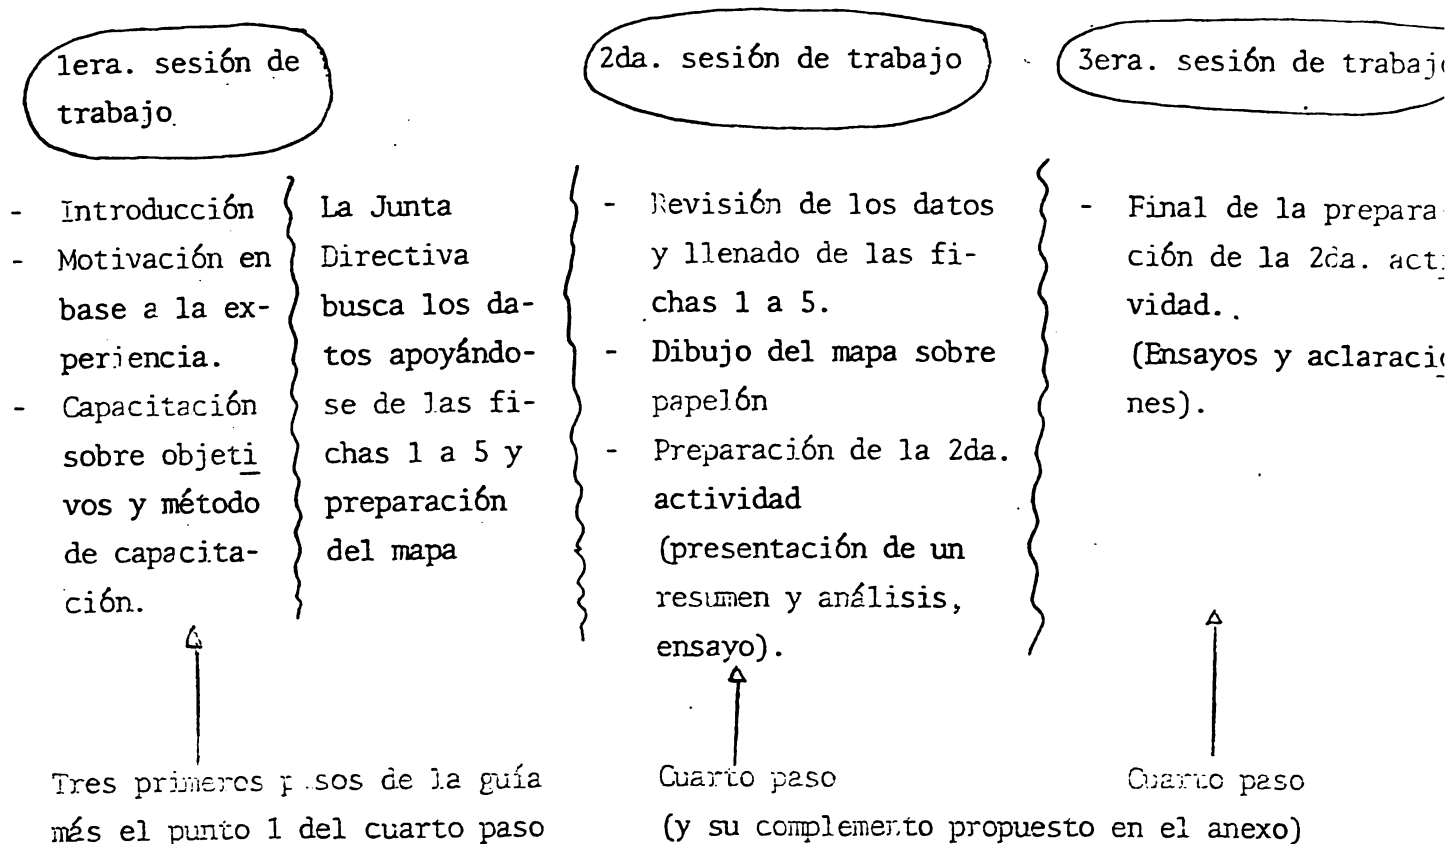 1era. sesión de
trabajo
2da. sesión de trabajo
3era. sesión de trabajo
- Introducción
- Motivación en
base a la ex-
periencia.
- Capacitación
sobre objeti
vos y método
de capacita-
ción.
La Junta
Directiva
busca los da-
tos apoyándo-
se de las fi-
chas 1 a 5 y
preparación
del mapa
- Revisión de los datos
y llenado de las fi-
chas 1 a 5.
- Dibujo del mapa sobre
papelón
- Preparación de la 2da.
actividad
(presentación de un
resumen y análisis,
ensayo).
- Final de la prepara
ción de la 2da. acti
vidad.
(Ensayos y aclaracio
nes).
Tres primeros pasos de la guía
más el punto 1 del cuarto paso
Cuarto paso
(y su complemento propuesto en el anexo)
Cuarto paso